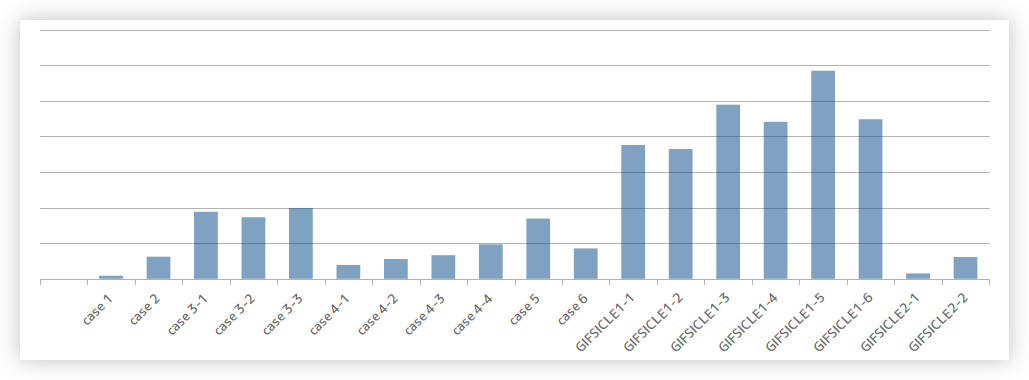 case 1
case 2
case 3-1
case 3-2
case 3-3
case 4-1
case 4-2
case 4-3
case 4-4
case 5
case 6
GIFSICLE1-1
GIFSICLE1-2
GIFSICLE1-3
GIFSICLE1-4
GIFSICLE1-5
GIFSICLE1-6
GIFSICLE2-1
GIFSICLE2-2